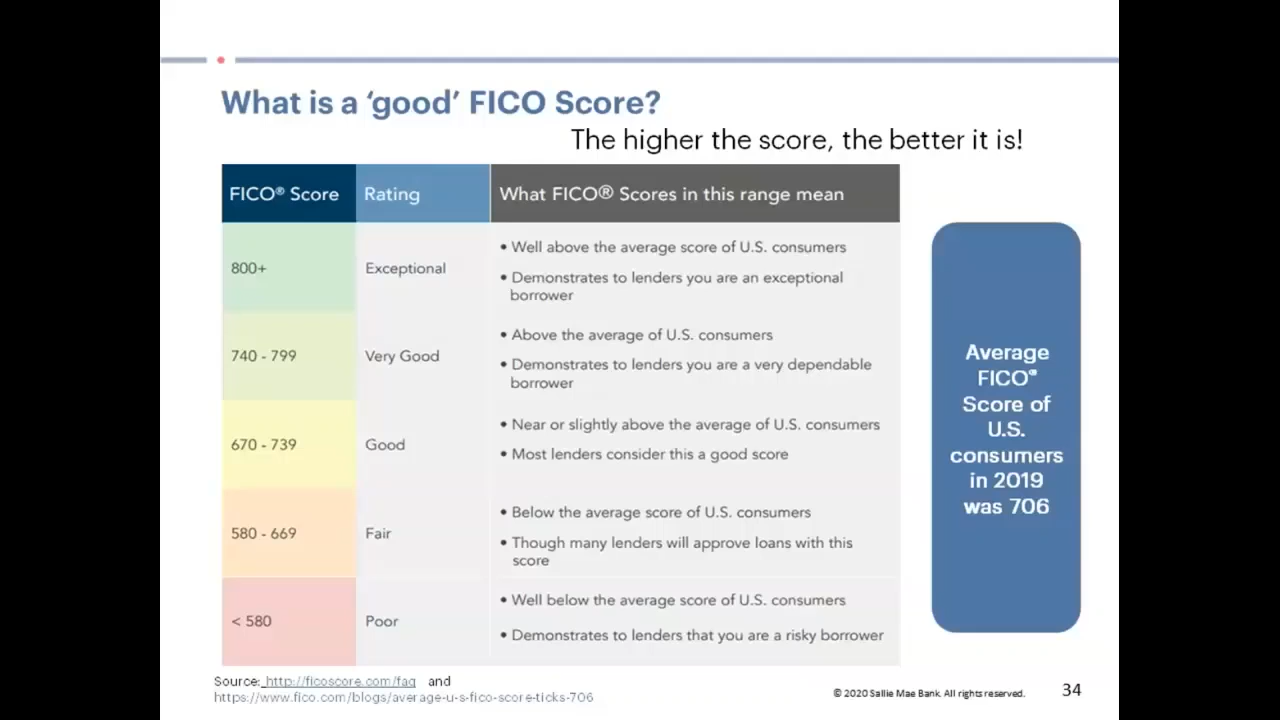 What is a ‘good’ FICO Score?
The higher the score, the better it is!
FICO® Score
Rating
What FICO® Scores in this range mean
800+
Exceptional
• Well above the average score of U.S. consumers
• Demonstrates to lenders you are an exceptional
borrower
740 - 799
Very Good
• Above the average of U.S. consumers
• Demonstrates to lenders you are a very dependable
borrower
670 - 739
Good
• Near or slightly above the average of U.S. consumers
• Most lenders consider this a good score
580 - 669
Fair
• Below the average score of U.S. consumers
• Though many lenders will approve loans with this
score
< 580
Poor
• Well below the average score of U.S. consumers
• Demonstrates to lenders that you are a risky borrower
Average
FICO®
Score of
U.S.
consumers
in 2019
was 706
Source: http://ficoscore.com/faq and
https://www.fico.com/blogs/average-u-s-fico-score-ticks-706
© 2020 Sallie Mae Bank. All rights reserved.
34